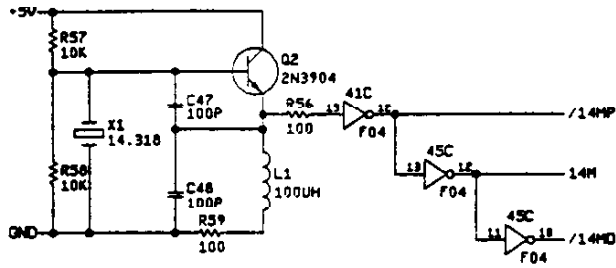 +5V
R57
10K
Q2
2N3904
C47
100P
R56
100
13
41C
12
F04
/14MP
X1
14.318
R58
10K
L1
100UH
45C
13
12
F04
14M
C48
100P
R59
100
GND
45C
11
10
F04
/14MD